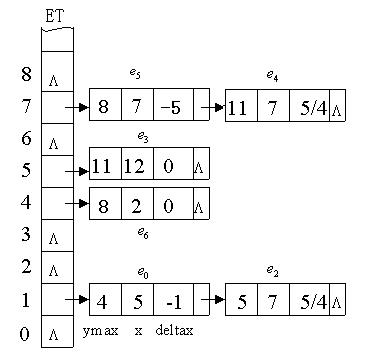 ET
8 Λ
e5 e4
7 8 7 -5 11 7 5/4 Λ
6 Λ
e3
5 11 12 0 Λ
4 8 2 0 Λ
3 Λ e6
2 Λ
e0 e2
1 4 5 -1 5 7 5/4 Λ
0 Λ ymax x deltax